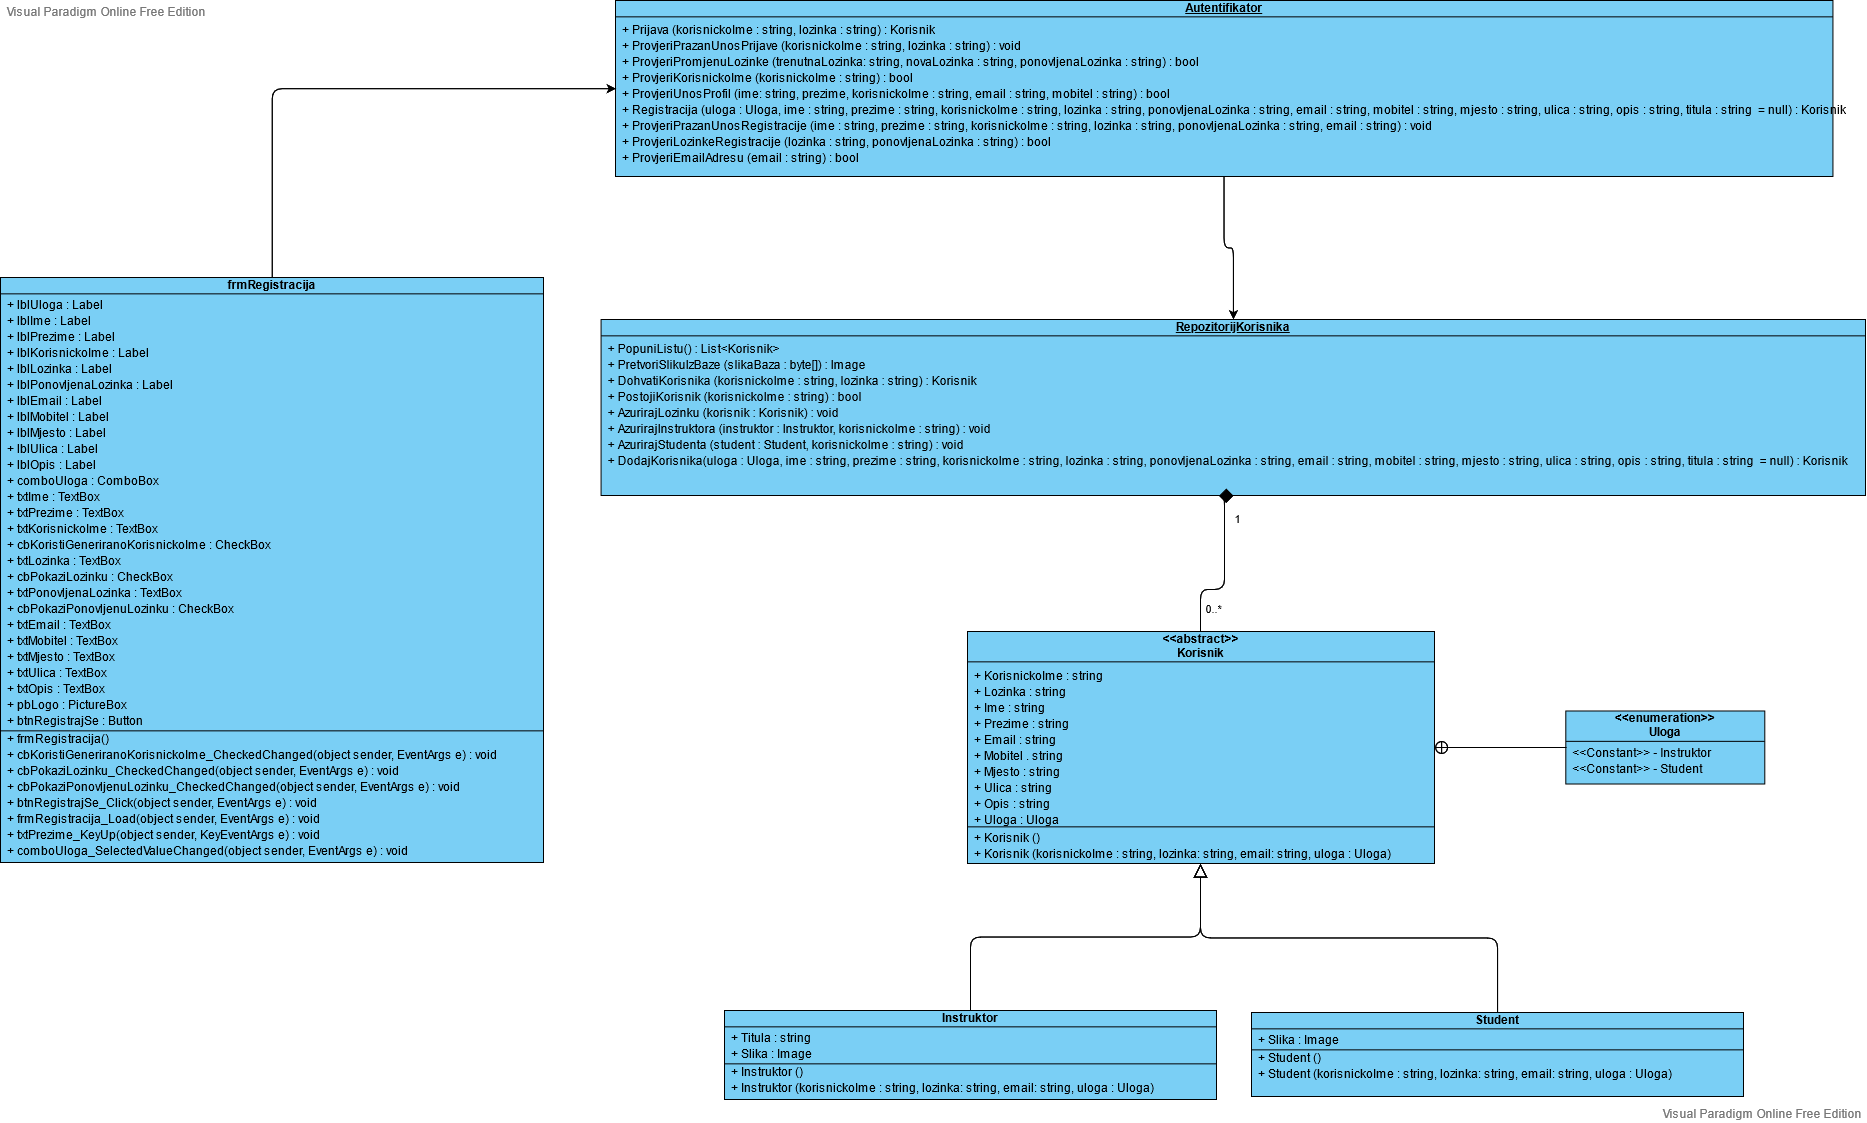 Visual Paradigm Online Free Edition
Autentifikator
+ Prijava (korisnickoIme : string, lozinka : string) : Korisnik
+ ProvjeriPrazanUnosPrijave (korisnickoIme : string, lozinka : string) : void
+ ProvjeriPromjenuLozinke (trenutnaLozinka: string, novaLozinka : string, ponovljenaLozinka : string) : bool
+ ProvjeriKorisnickoIme (korisnickoIme : string) : bool
+ ProvjeriUnosProfil (ime: string, prezime, korisnickoIme : string, email : string, mobitel : string) : bool
+ Registracija (uloga : Uloga, ime : string, prezime : string, korisnickoIme : string, lozinka : string, ponovljenaLozinka : string, email : string, mobitel : string, mjesto : string, ulica : string, opis : string, titula : string = null) : Korisnik
+ ProvjeriPrazanUnosRegistracije (ime : string, prezime : string, korisnickoIme : string, lozinka : string, ponovljenaLozinka : string, email : string) : void
+ ProvjeriLozinkeRegistracije (lozinka : string, ponovljenaLozinka : string) : bool
+ ProvjeriEmailAdresu (email : string) : bool
frmRegistracija
+ lblUloga : Label
+ lblIme : Label
+ lblPrezime : Label
+ lblKorisnickoIme : Label
+ lblLozinka : Label
+ lblPonovljenaLozinka : Label
+ lblEmail : Label
+ lblMobitel : Label
+ lblMjesto : Label
+ lblUlica : Label
+ lblOpis : Label
+ comboUloga : ComboBox
+ txtIme : TextBox
+ txtPrezime : TextBox
+ txtKorisnickoIme : TextBox
+ cbKoristiGeneriranoKorisnickoIme : CheckBox
+ txtLozinka : TextBox
+ cbPokaziLozinku : CheckBox
+ txtPonovljenaLozinka : TextBox
+ cbPokaziPonovljenuLozinku : CheckBox
+ txtEmail : TextBox
+ txtMobitel : TextBox
+ txtMjesto : TextBox
+ txtUlica : TextBox
+ txtOpis : TextBox
+ pbLogo : PictureBox
+ btnRegistrajSe : Button
+ frmRegistracija()
+ cbKoristiGeneriranoKorisnickoIme_CheckedChanged(object sender, EventArgs e) : void
+ cbPokaziLozinku_CheckedChanged(object sender, EventArgs e) : void
+ cbPokaziPonovljenuLozinku_CheckedChanged(object sender, EventArgs e) : void
+ btnRegistrajSe_Click(object sender, EventArgs e) : void
+ frmRegistracija_Load(object sender, EventArgs e) : void
+ txtPrezime_KeyUp(object sender, KeyEventArgs e) : void
+ comboUloga_SelectedValueChanged(object sender, EventArgs e) : void
RepozitorijKorisnika
+ PopuniListu() : List<Korisnik>
+ PretvoriSlikuIzBaze (slikaBaza : byte[]) : Image
+ DohvatiKorisnika (korisnickoIme : string, lozinka : string) : Korisnik
+ PostojiKorisnik (korisnickoIme : string) : bool
+ AzurirajLozinku (korisnik : Korisnik) : void
+ AzurirajInstruktora (instruktor : Instruktor, korisnickoIme : string) : void
+ AzurirajStudenta (student : Student, korisnickoIme : string) : void
+ DodajKorisnika(uloga : Uloga, ime : string, prezime : string, korisnickoIme : string, lozinka : string, ponovljenaLozinka : string, email : string, mobitel : string, mjesto : string, ulica : string, opis : string, titula : string = null) : Korisnik
1
0..*
<<abstract>>
Korisnik
+ KorisnickoIme : string
+ Lozinka : string
+ Ime : string
+ Prezime : string
+ Email : string
+ Mobitel . string
+ Mjesto : string
+ Ulica : string
+ Opis : string
+ Uloga : Uloga
+ Korisnik ()
+ Korisnik (korisnickoIme : string, lozinka: string, email: string, uloga : Uloga)
<<enumeration>>
Uloga
<<Constant>> - Instruktor
<<Constant>> - Student
Instruktor
+ Titula : string
+ Slika : Image
+ Instruktor ()
+ Instruktor (korisnickoIme : string, lozinka: string, email: string, uloga : Uloga)
Student
+ Slika : Image
+ Student ()
+ Student (korisnickoIme : string, lozinka: string, email: string, uloga : Uloga)
Visual Paradigm Online Free Edition